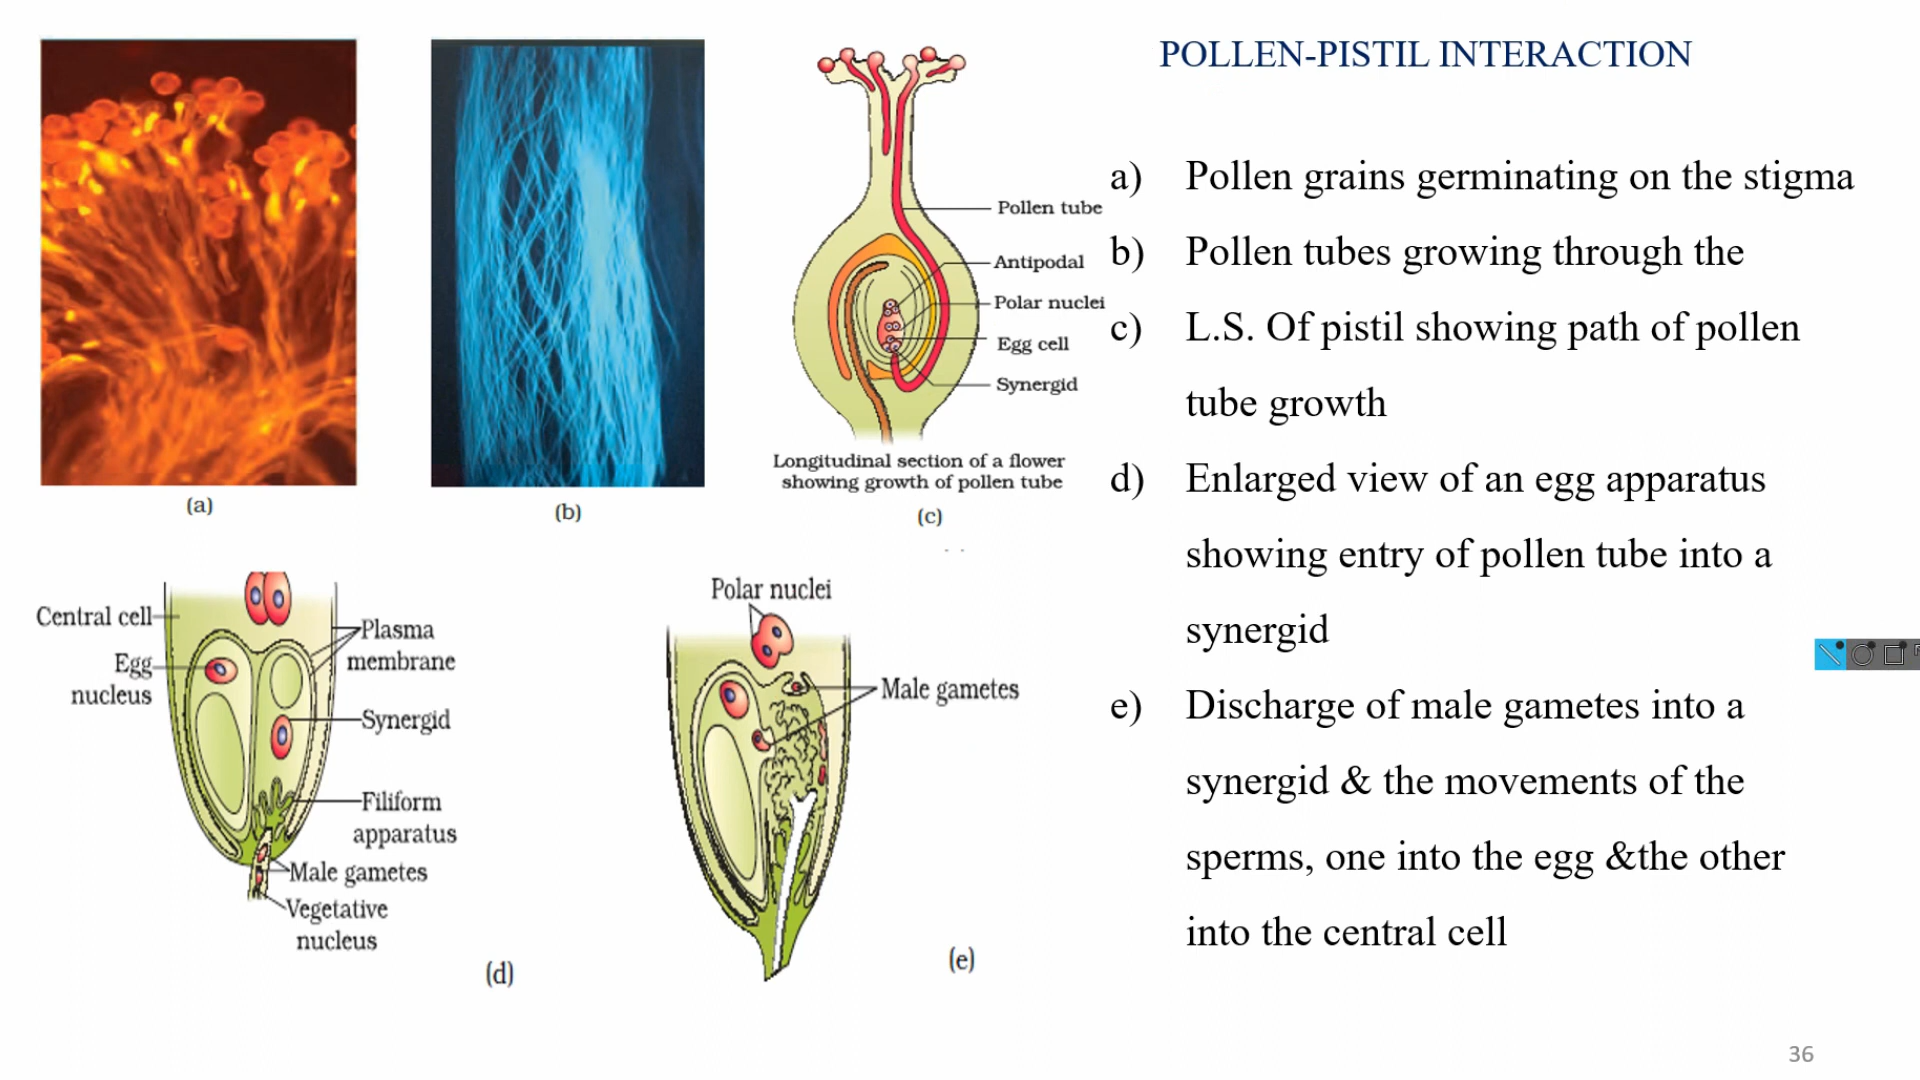 POLLEN-PISTIL INTERACTION
a) Pollen grains germinating on the stigma
b) Pollen tubes growing through the
c) L.S. Of pistil showing path of pollen
tube growth
d) Enlarged view of an egg apparatus
showing entry of pollen tube into a
synergid
e) Discharge of male gametes into a
synergid & the movements of the
sperms, one into the egg &the other
into the central cell
(a)
(b)
Pollen tube
Antipodal
Polar nuclei
Egg cell
Synergid
Longitudinal section of a flower
showing growth of pollen tube
(c)
Central cell
Egg
nucleus
Plasma
membrane
Synergid
Filiform
apparatus
Male gametes
Vegetative
nucleus
(d)
Polar nuclei
Male gametes
(e)
36